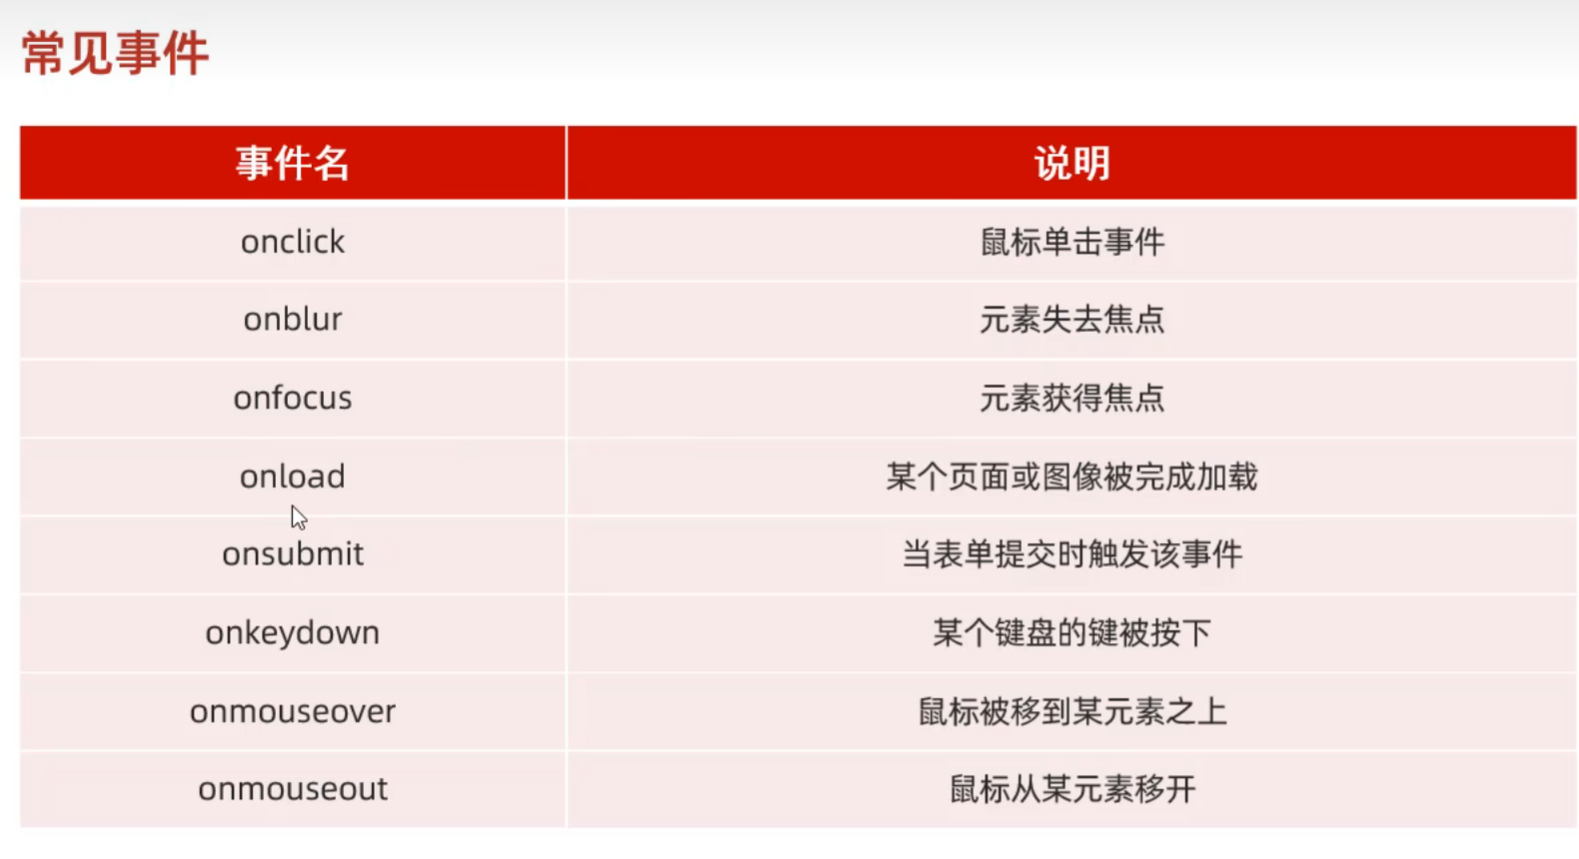 常见事件
事件名 说明
onclick 鼠标单击事件
onblur 元素失去焦点
onfocus 元素获得焦点
onload 某个页面或图像被完成加载
onsubmit 当表单提交时触发该事件
onkeydown 某个键盘的键被按下
onmouseover 鼠标被移到某元素之上
onmouseout 鼠标从某元素移开